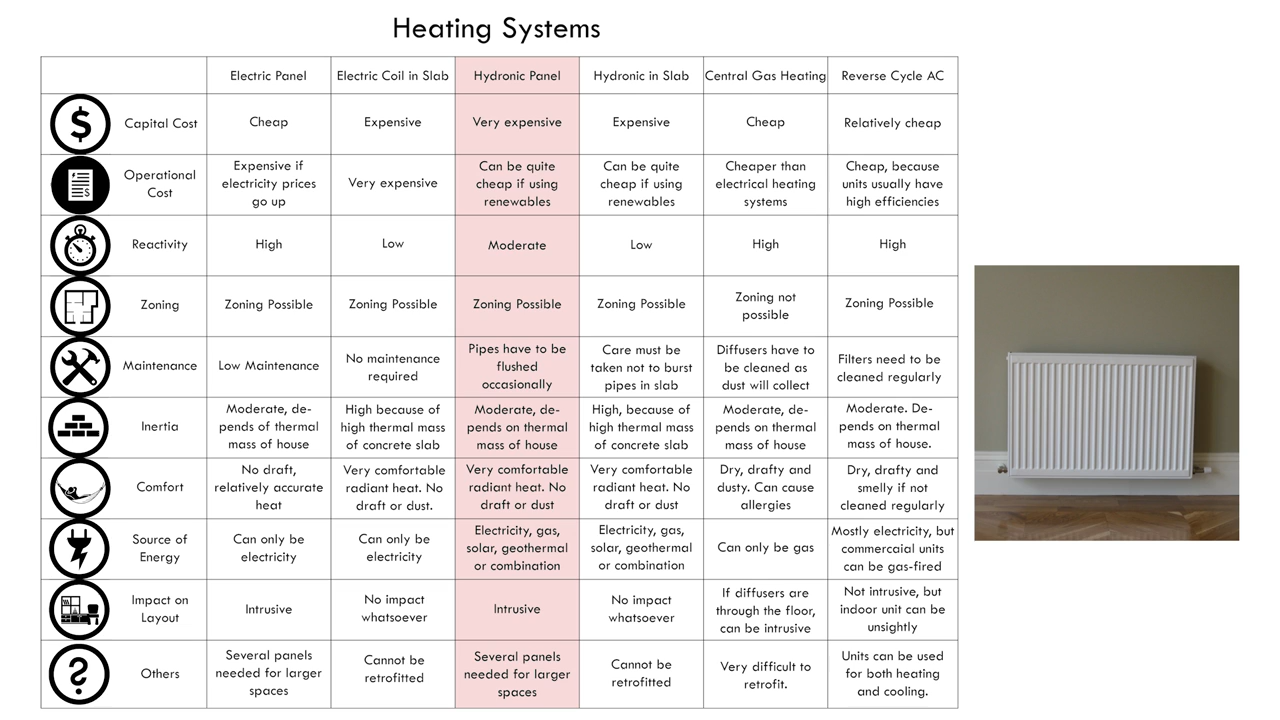 Heating Systems
Electric Panel
Electric Coil in Slab
Hydronic Panel
Hydronic in Slab
Central Gas Heating
Reverse Cycle AC
$
Capital Cost
Cheap
Expensive
Very expensive
Expensive
Cheap
Relatively cheap
$
Operational
Cost
Expensive if
electricity prices
go up
Very expensive
Can be quite
cheap if using
renewables
Can be quite
cheap if using
renewables
Cheaper than
electrical heating
systems
Cheap, because
units usually have
high efficiencies
Reactivity
High
Low
Moderate
Low
High
High
Zoning
Zoning Possible
Zoning Possible
Zoning Possible
Zoning Possible
Zoning not
possible
Zoning Possible
Maintenance
Low Maintenance
No maintenance
required
Pipes have to be
flushed
occasionally
Care must be
taken not to burst
pipes in slab
Diffusers have to
be cleaned as
dust will collect
Filters need to be
cleaned regularly
Inertia
Moderate, de-
pends of thermal
mass of house
High because of
high thermal mass
of concrete slab
Moderate, de-
pends on thermal
mass of house
High, because of
high thermal mass
of concrete slab
Moderate, de-
pends on thermal
mass of house
Moderate. De-
pends on thermal
mass of house.
Comfort
No draft,
relatively accurate
heat
Very comfortable
radiant heat. No
draft or dust.
Very comfortable
radiant heat. No
draft or dust
Very comfortable
radiant heat. No
draft or dust
Dry, drafty and
dusty. Can cause
allergies
Dry, drafty and
smelly if not
cleaned regularly
Source of
Energy
Can only be
electricity
Can only be
electricity
Electricity, gas,
solar, geothermal
or combination
Electricity, gas,
solar, geothermal
or combination
Can only be gas
Mostly electricity, but
commercaial units
can be gas-fired
Impact on
Layout
Intrusive
No impact
whatsoever
Intrusive
No impact
whatsoever
If diffusers are
through the floor,
can be intrusive
Not intrusive, but
indoor unit can be
unsightly
?
Others
Several panels
needed for larger
spaces
Cannot be
retrofitted
Several panels
needed for larger
spaces
Cannot be
retrofitted
Very difficult to
retrofit.
Units can be used
for both heating
and cooling.